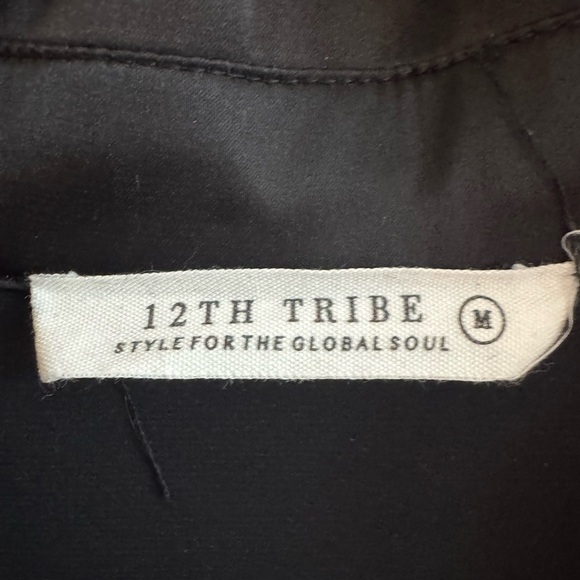 12TH TRIBE M
STYLE FOR THE GLOBAL SOUL